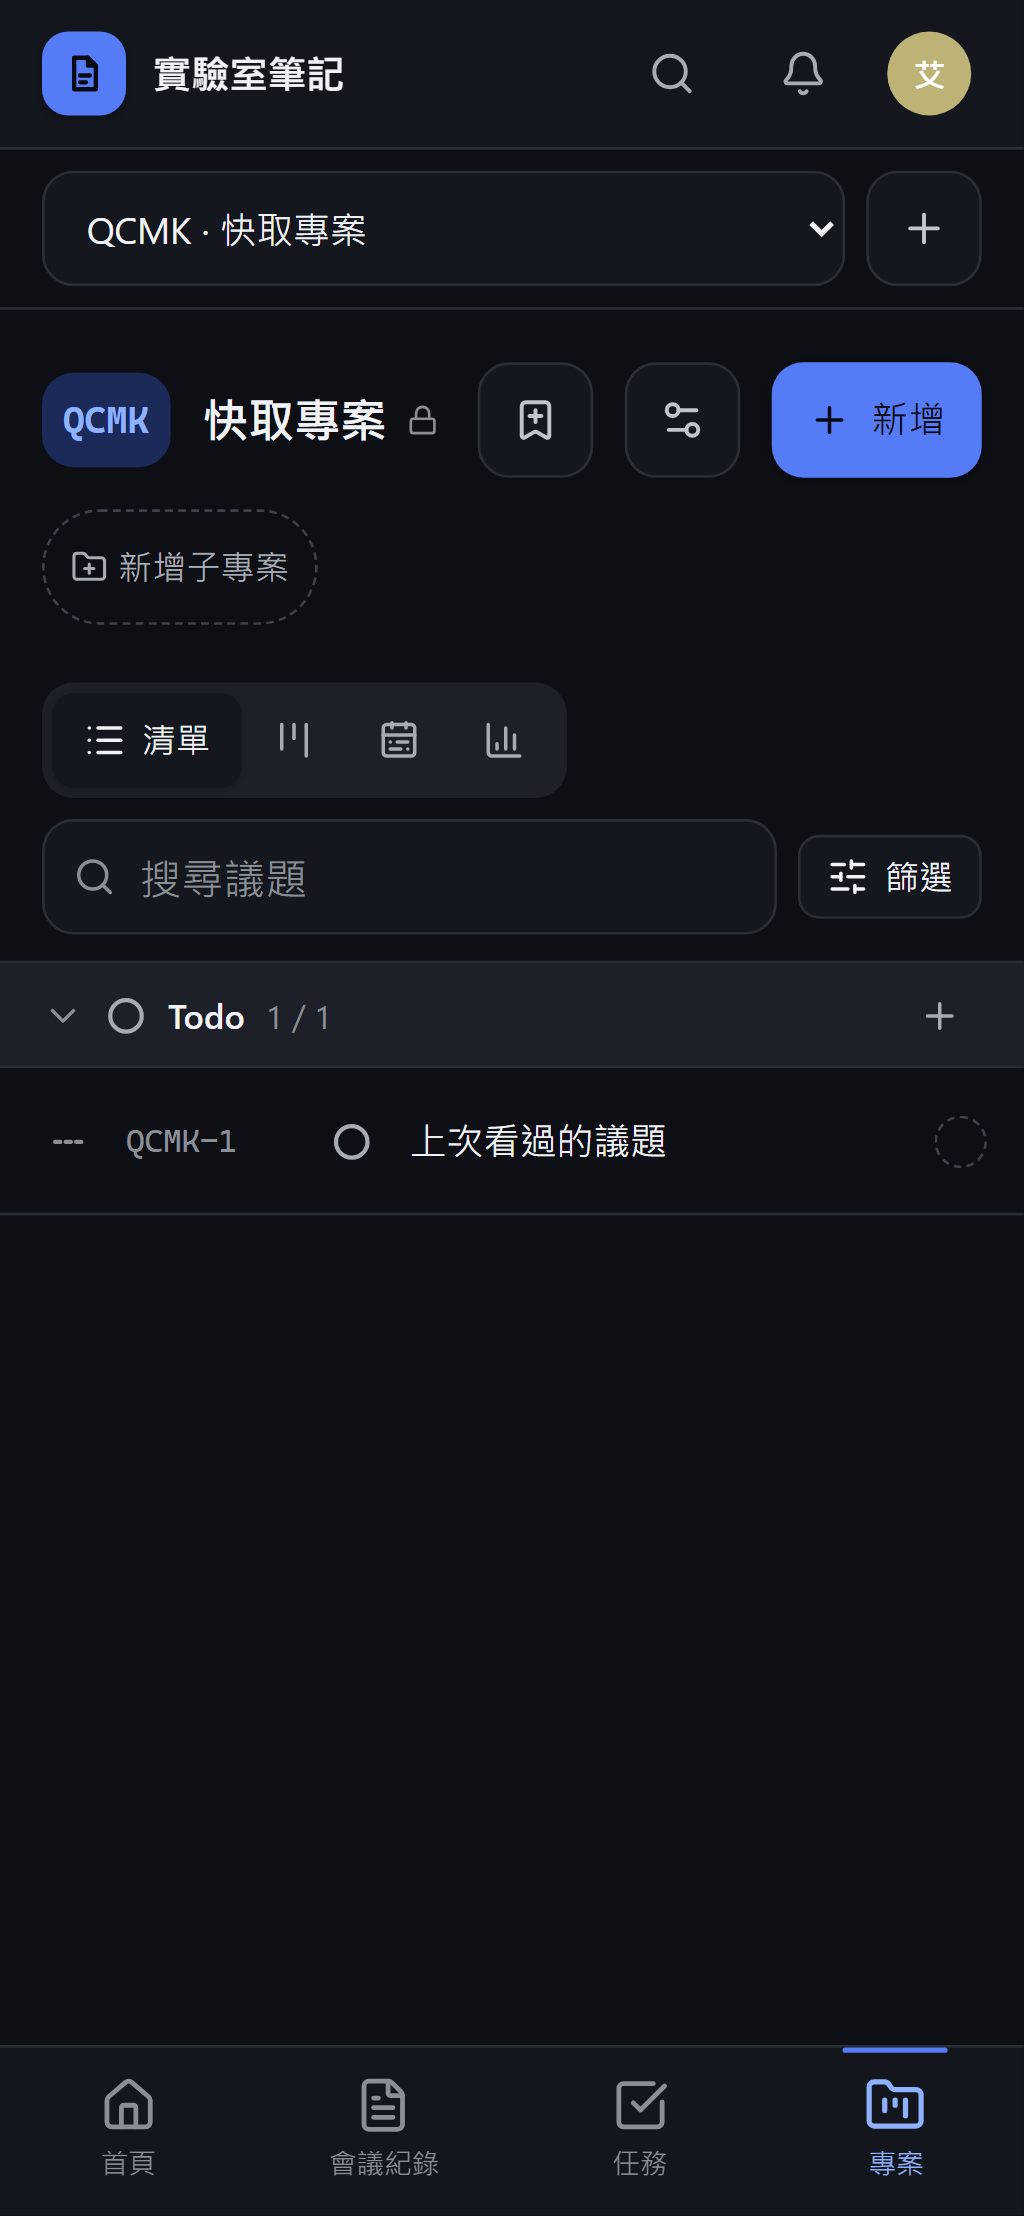 實驗室筆記
艾
QCMK · 快取專案
QCMK 快取專案
新增
新增子專案
清單
搜尋議題
篩選
Todo 1 / 1
QCMK-1 上次看過的議題
首頁 會議紀錄 任務 專案